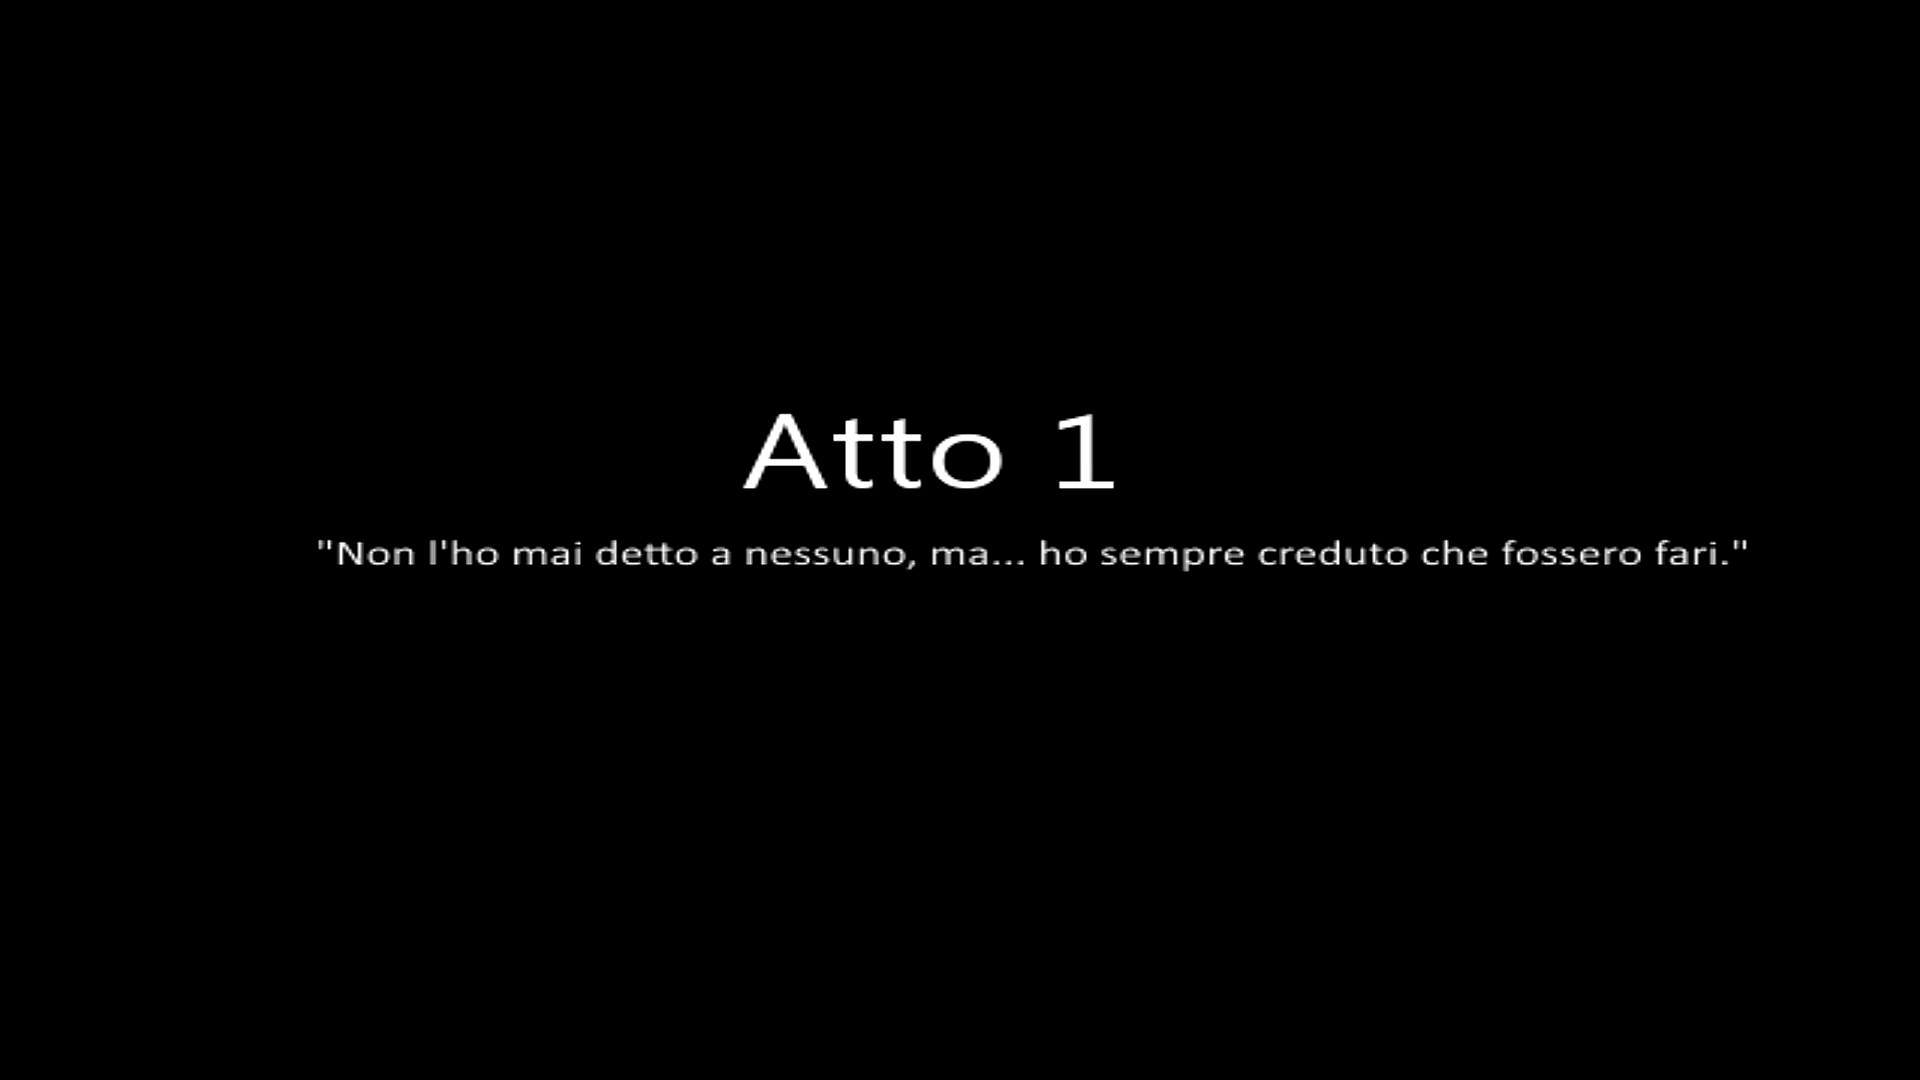 Atto 1
"Non l'ho mai detto a nessuno, ma... ho sempre creduto che fossero fari."